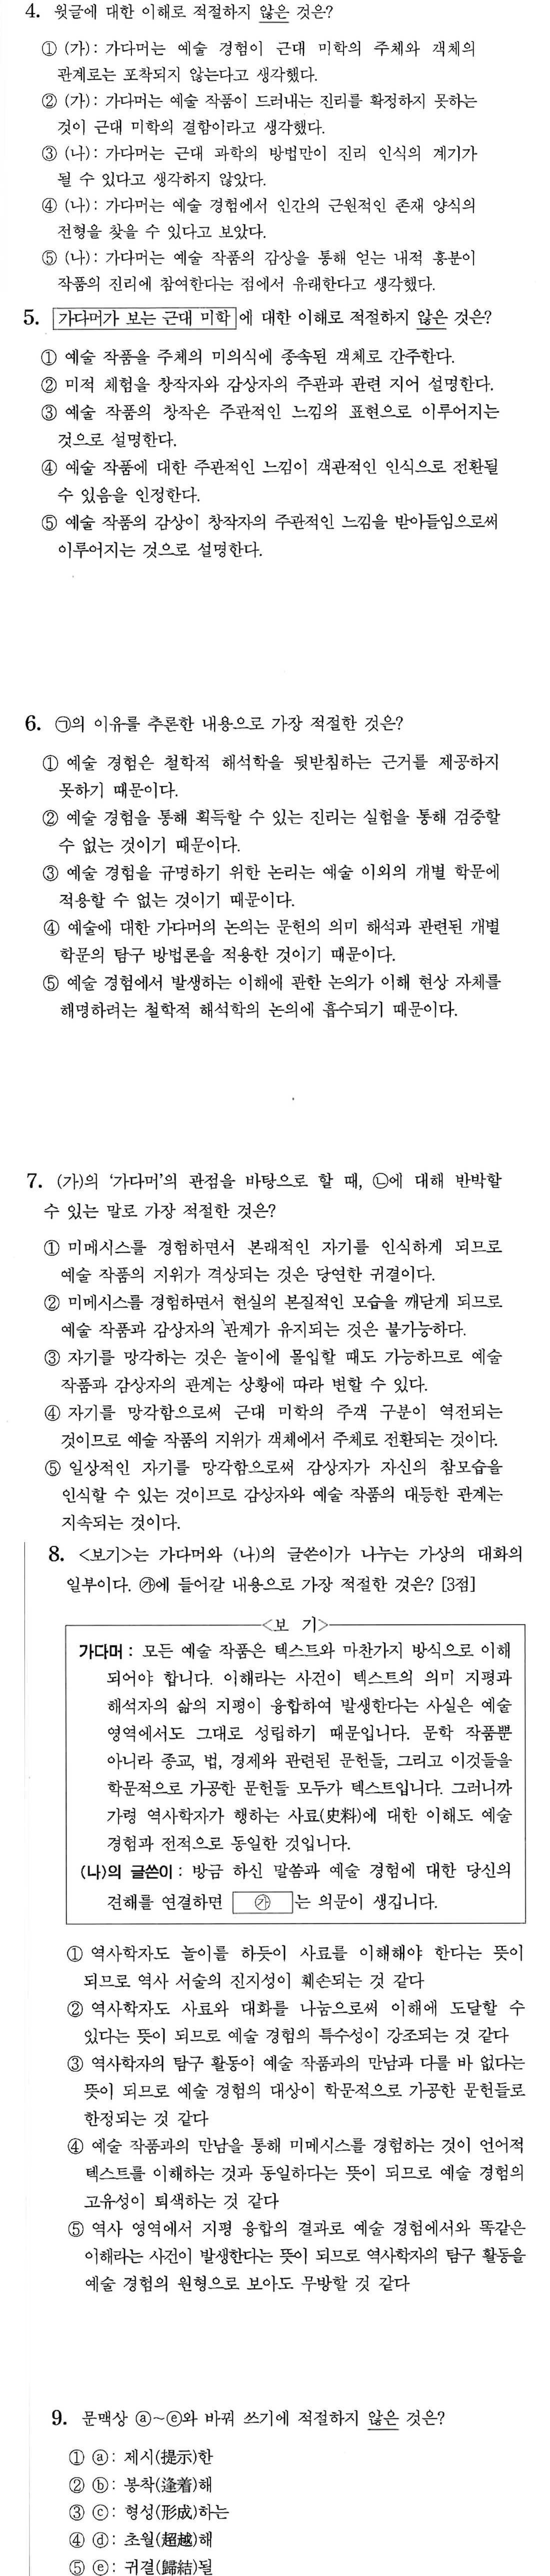 4. 윗글에 대한 이해로 적절하지 않은 것은?
① (가): 가다머는 예술 경험이 근대 미학의 주체와 객체의
관계로는 포착되지 않는다고 생각했다.
② (가): 가다머는 예술 작품이 드러내는 진리를 확정하지 못하는
것이 근대 미학의 결함이라고 생각했다.
③ (나): 가다머는 근대 과학의 방법만이 진리 인식의 계기가
될 수 있다고 생각하지 않았다.
④ (나): 가다머는 예술 경험에서 인간의 근원적인 존재 양식의
전형을 찾을 수 있다고 보았다.
⑤ (나): 가다머는 예술 작품의 감상을 통해 얻는 내적 흥분이
작품의 진리에 참여한다는 점에서 유래한다고 생각했다.
5. 가다머가 보는 근대 미학에 대한 이해로 적절하지 않은 것은?
① 예술 작품을 주체의 미의식에 종속된 객체로 간주한다.
② 미적 체험을 창작자와 감상자의 주관과 관련 지어 설명한다.
③ 예술 작품의 창작은 주관적인 느낌의 표현으로 이루어지는
것으로 설명한다.
④ 예술 작품에 대한 주관적인 느낌이 객관적인 인식으로 전환될
수 있음을 인정한다.
⑤ 예술 작품의 감상이 창작자의 주관적인 느낌을 받아들임으로써
이루어지는 것으로 설명한다.
6. ㉠의 이유를 추론한 내용으로 가장 적절한 것은?
① 예술 경험은 철학적 해석학을 뒷받침하는 근거를 제공하지
못하기 때문이다.
② 예술 경험을 통해 획득할 수 있는 진리는 실험을 통해 검증할
수 없는 것이기 때문이다.
③ 예술 경험을 규명하기 위한 논리는 예술 이외의 개별 학문에
적용할 수 없는 것이기 때문이다.
④ 예술에 대한 가다머의 논의는 문헌의 의미 해석과 관련된 개별
학문의 탐구 방법론을 적용한 것이기 때문이다.
⑤ 예술 경험에서 발생하는 이해에 관한 논의가 이해 현상 자체를
해명하려는 철학적 해석학의 논의에 흡수되기 때문이다.
7. (가)의 ‘가다머’의 관점을 바탕으로 할 때, ㉡에 대해 반박할
수 있는 말로 가장 적절한 것은?
① 미메시스를 경험하면서 본래적인 자기를 인식하게 되므로
예술 작품의 지위가 격상되는 것은 당연한 귀결이다.
② 미메시스를 경험하면서 현실의 본질적인 모습을 깨닫게 되므로
예술 작품과 감상자의 관계가 유지되는 것은 불가능하다.
③ 자기를 망각하는 것은 놀이에 몰입할 때도 가능하므로 예술
작품과 감상자의 관계는 상황에 따라 변할 수 있다.
④ 자기를 망각함으로써 근대 미학의 주객 구분이 역전되는
것이므로 예술 작품의 지위가 객체에서 주체로 전환되는 것이다.
⑤ 일상적인 자기를 망각함으로써 감상자가 자신의 참모습을
인식할 수 있는 것이므로 감상자와 예술 작품의 대등한 관계는
지속되는 것이다.
8. <보기>는 가다머와 (나)의 글쓴이가 나누는 가상의 대화의
일부이다. ㉮에 들어갈 내용으로 가장 적절한 것은? [3점]
<보 기>
가다머 : 모든 예술 작품은 텍스트와 마찬가지 방식으로 이해
되어야 합니다. 이해라는 사건이 텍스트의 의미 지평과
해석자의 삶의 지평이 융합하여 발생한다는 사실은 예술
영역에서도 그대로 성립하기 때문입니다. 문학 작품뿐
아니라 종교, 법, 경제와 관련된 문헌들, 그리고 이것들을
학문적으로 가공한 문헌들 모두가 텍스트입니다. 그러니까
가령 역사학자가 행하는 사료(史料)에 대한 이해도 예술
경험과 전적으로 동일한 것입니다.
(나)의 글쓴이 : 방금 하신 말씀과 예술 경험에 대한 당신의
견해를 연결하면 ㉮ 는 의문이 생깁니다.
① 역사학자도 놀이를 하듯이 사료를 이해해야 한다는 뜻이
되므로 역사 서술의 진지성이 훼손되는 것 같다
② 역사학자도 사료와 대화를 나눔으로써 이해에 도달할 수
있다는 뜻이 되므로 예술 경험의 특수성이 강조되는 것 같다
③ 역사학자의 탐구 활동이 예술 작품과의 만남과 다를 바 없다는
뜻이 되므로 예술 경험의 대상이 학문적으로 가공한 문헌들로
한정되는 것 같다
④ 예술 작품과의 만남을 통해 미메시스를 경험하는 것이 언어적
텍스트를 이해하는 것과 동일하다는 뜻이 되므로 예술 경험의
고유성이 퇴색하는 것 같다
⑤ 역사 영역에서 지평 융합의 결과로 예술 경험에서와 똑같은
이해라는 사건이 발생한다는 뜻이 되므로 역사학자의 탐구 활동을
예술 경험의 원형으로 보아도 무방할 것 같다
9. 문맥상 ⓐ~ⓔ와 바꿔 쓰기에 적절하지 않은 것은?
① ⓐ: 제시(提示)한
② ⓑ: 봉착(逢着)해
③ ⓒ: 형성(形成)하는
④ ⓓ: 초월(超越)해
⑤ ⓔ: 귀결(歸結)될